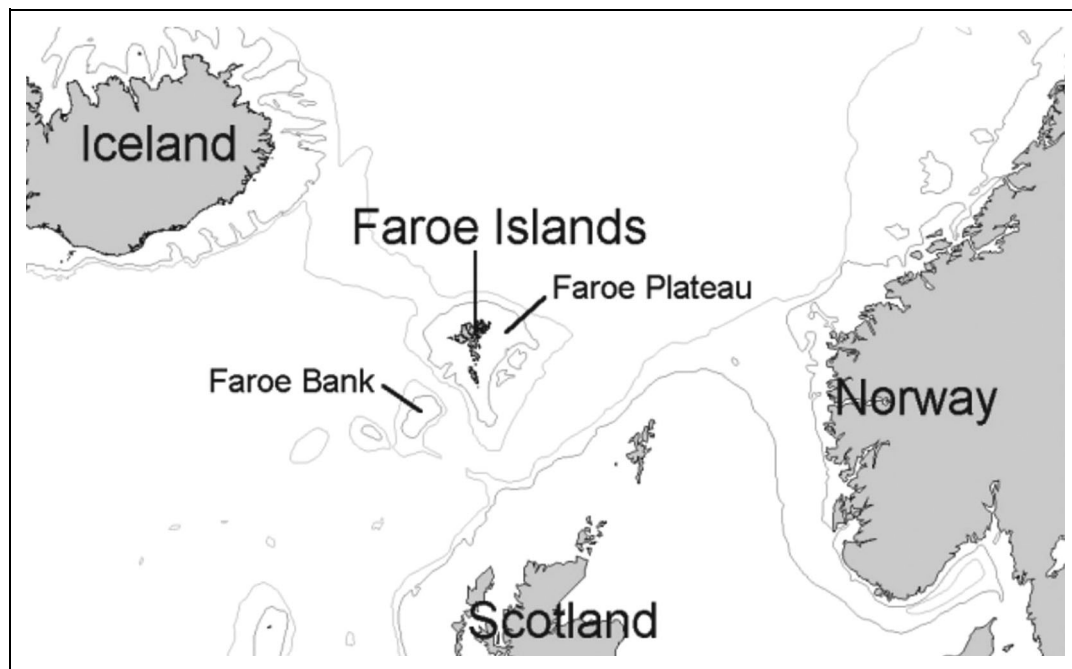 Iceland
Faroe Islands
Faroe Plateau
Faroe Bank
Norway
Scotland